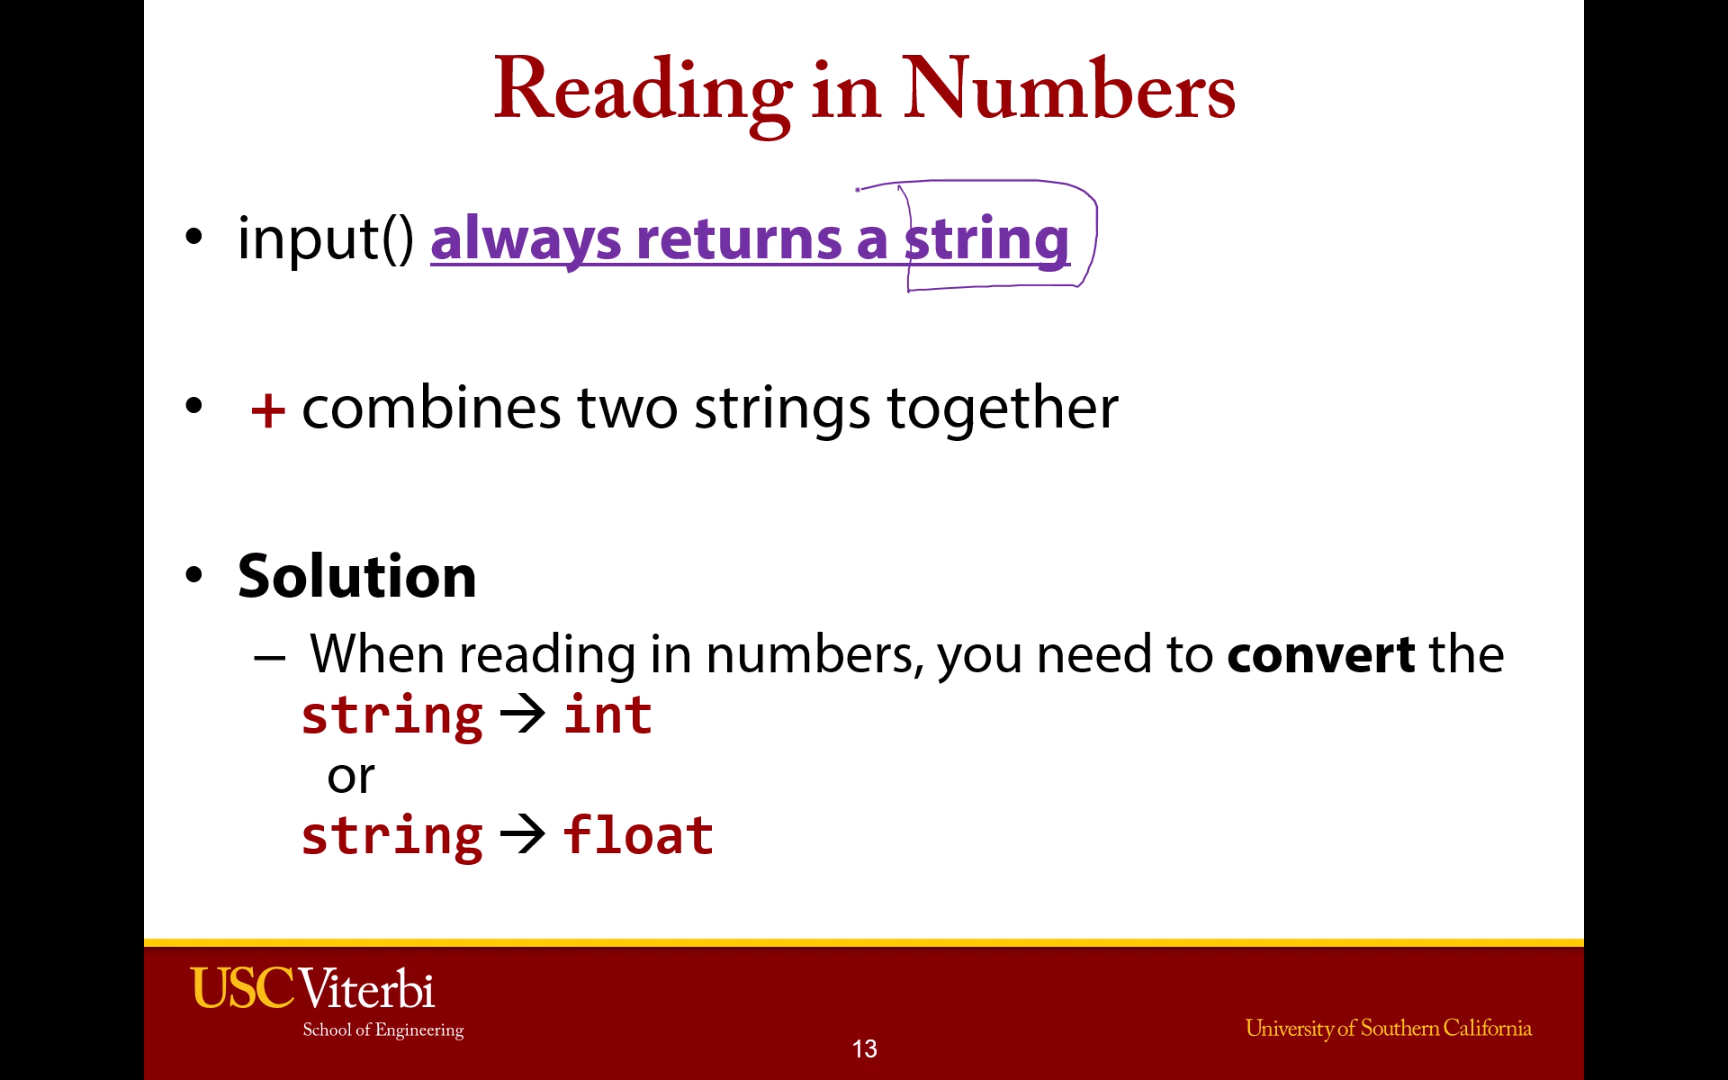 Reading in Numbers
• input() always returns a string
• + combines two strings together
• Solution
– When reading in numbers, you need to convert the
string → int
or
string → float
USC Viterbi
School of Engineering
University of Southern California
13